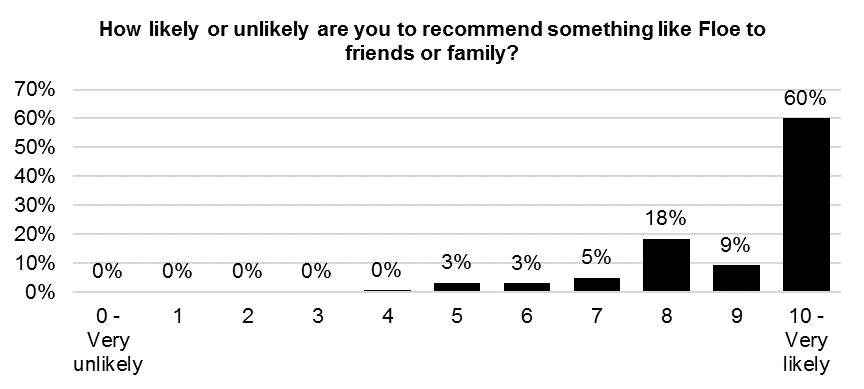 How likely or unlikely are you to recommend something like Floe to
friends or family?
70%
60%
50%
40%
30%
20%
10%
0%
0% 0% 0% 0% 0% 3% 3% 5% 18% 9% 60%
0 - 1 2 3 4 5 6 7 8 9 10 -
Very Very
unlikely likely